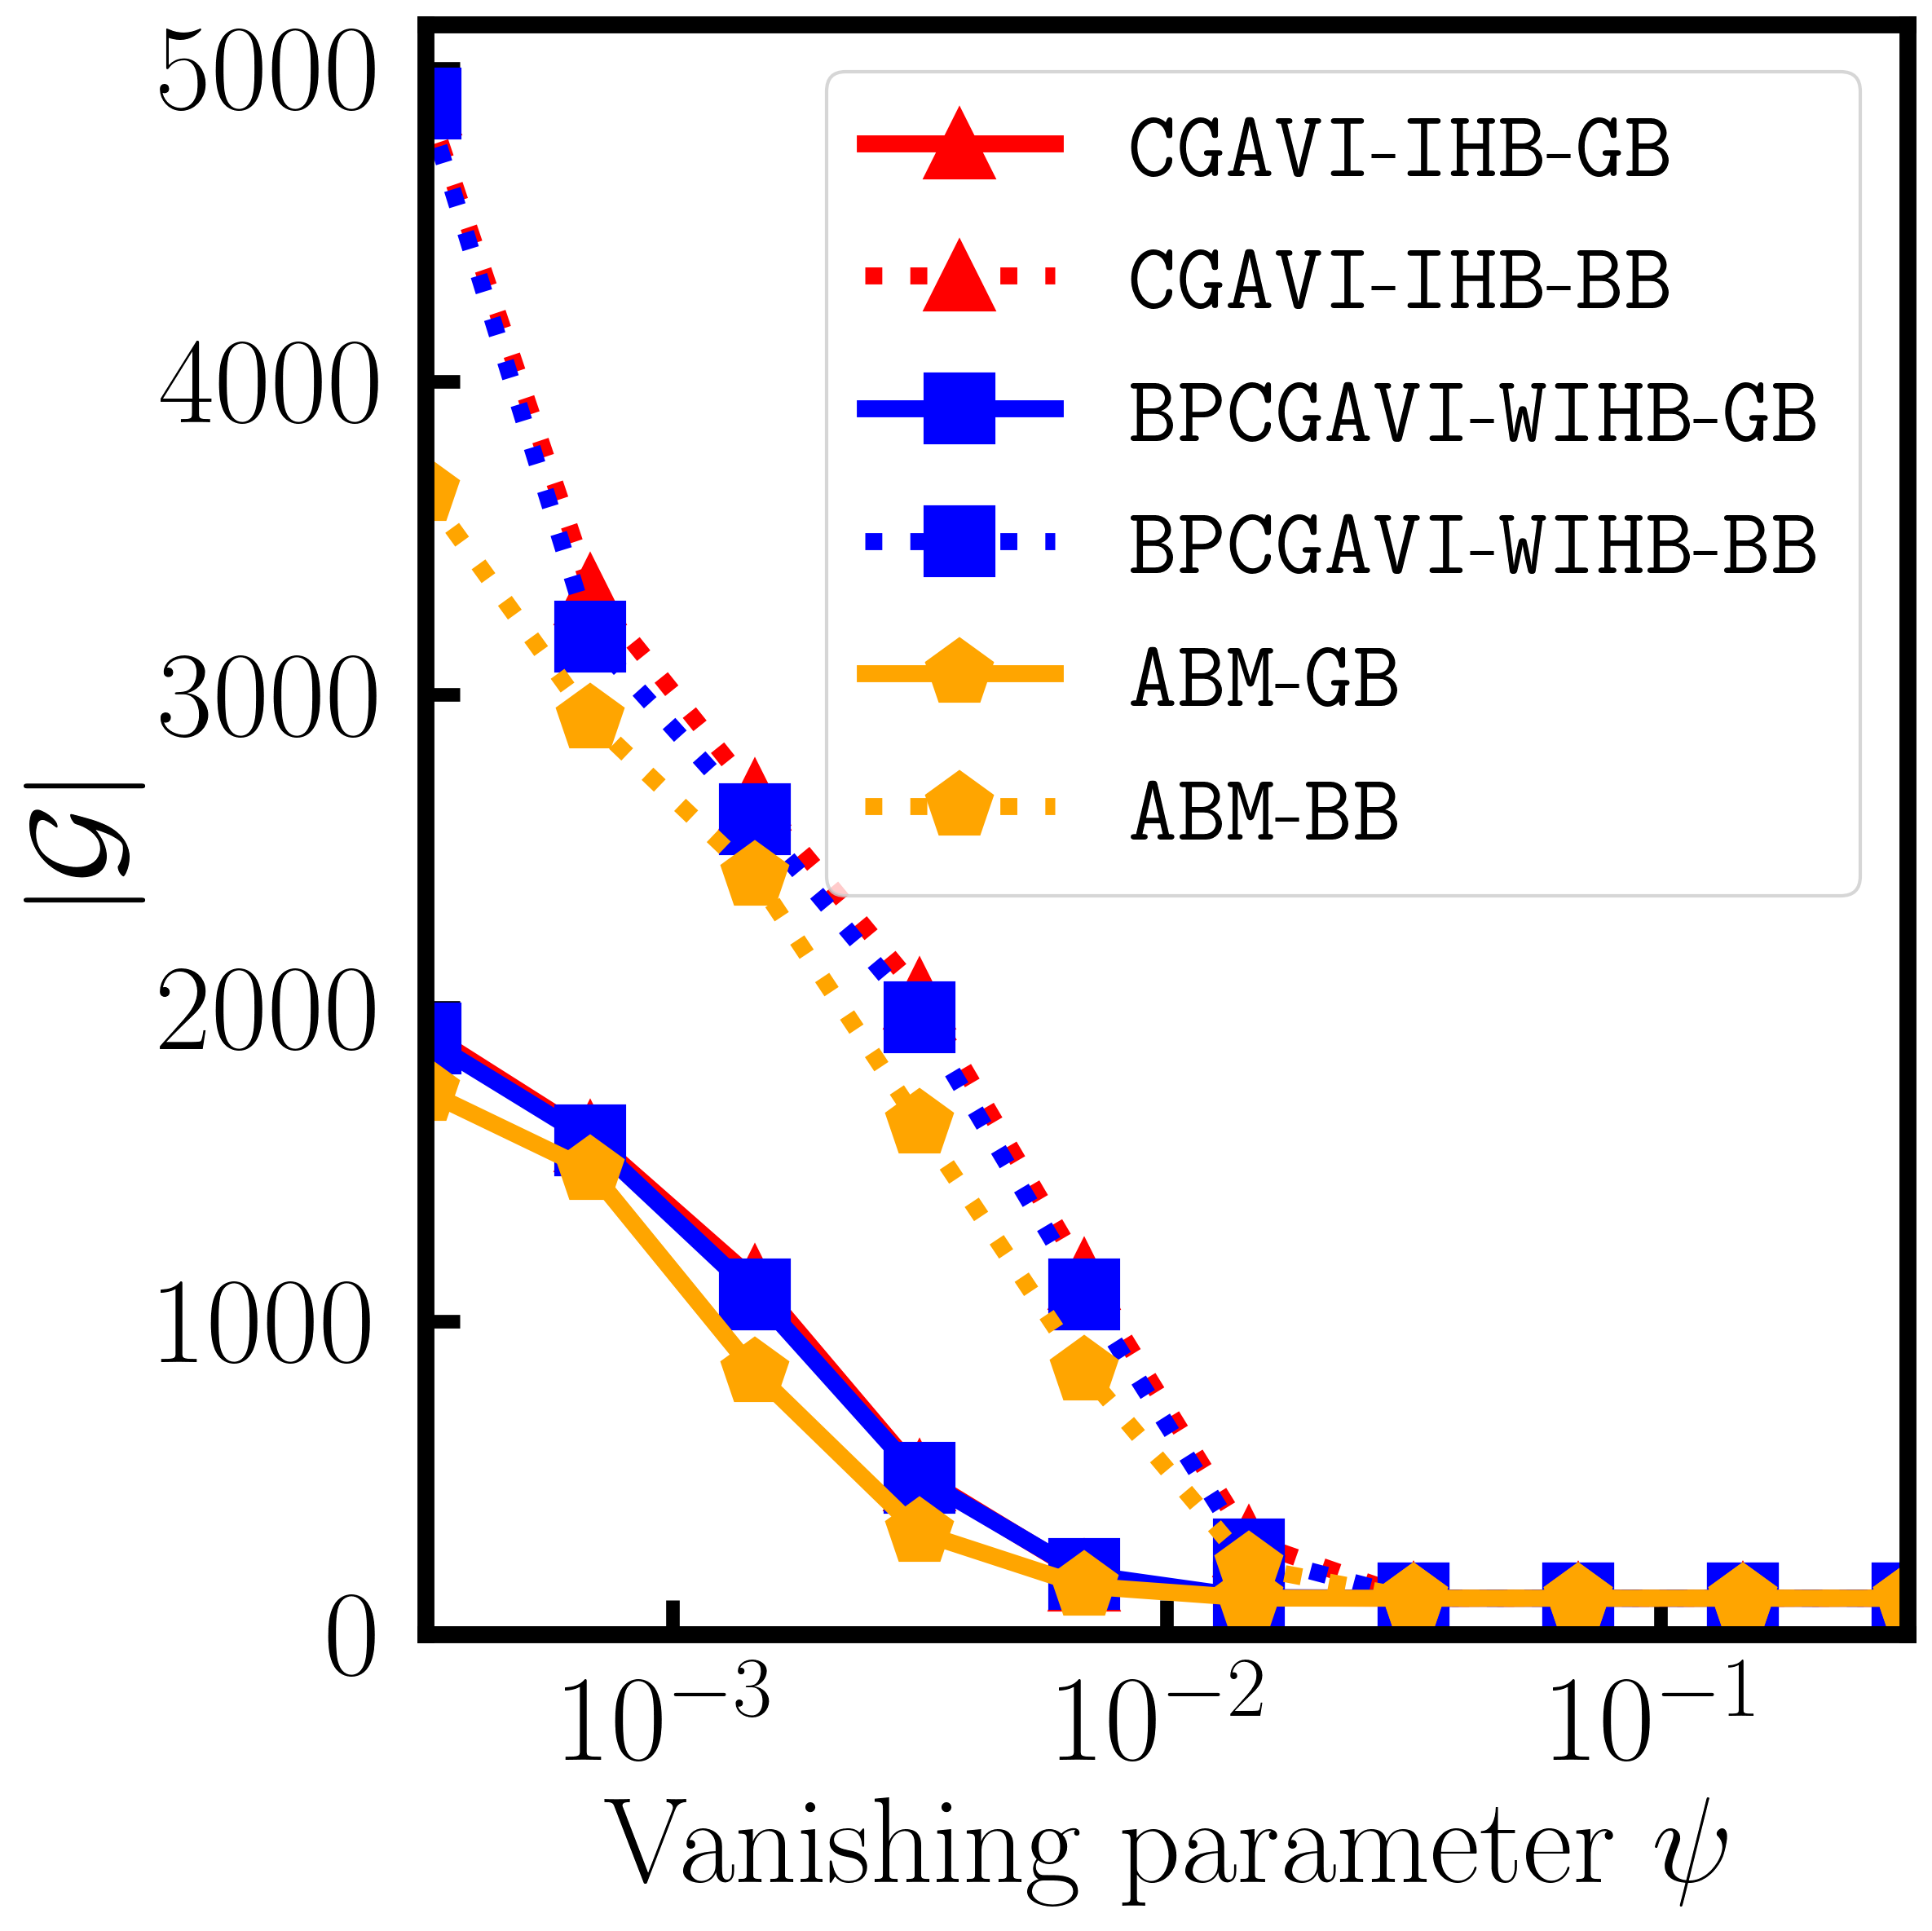 5000
4000
3000
2000
1000
0
|𝒢|
CGAVI-IHB-GB
CGAVI-IHB-BB
BPCGAVI-WIHB-GB
BPCGAVI-WIHB-BB
ABM-GB
ABM-BB
10⁻³ 10⁻² 10⁻¹
Vanishing parameter ψ